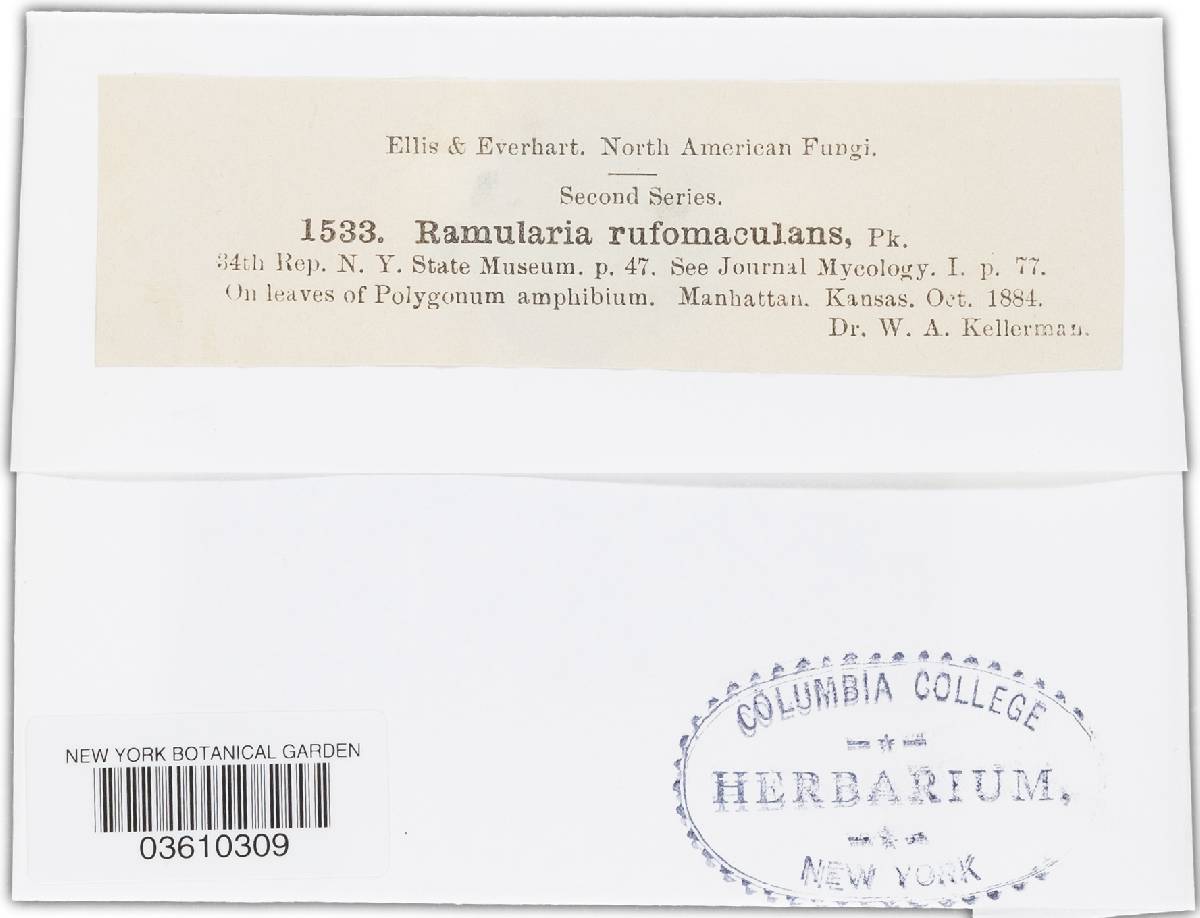 Ellis & Everhart. North American Fungi.
Second Series.
1533. Ramularia rufomaculans, Pk.
34th Rep. N. Y. State Museum. p. 47. See Journal Mycology. I. p. 77.
On leaves of Polygonum amphibium. Manhattan. Kansas. Oct. 1884.
Dr. W. A. Kellerman.
NEW YORK BOTANICAL GARDEN
03610309
COLUMBIA COLLEGE
HERBARIUM,
NEW YORK